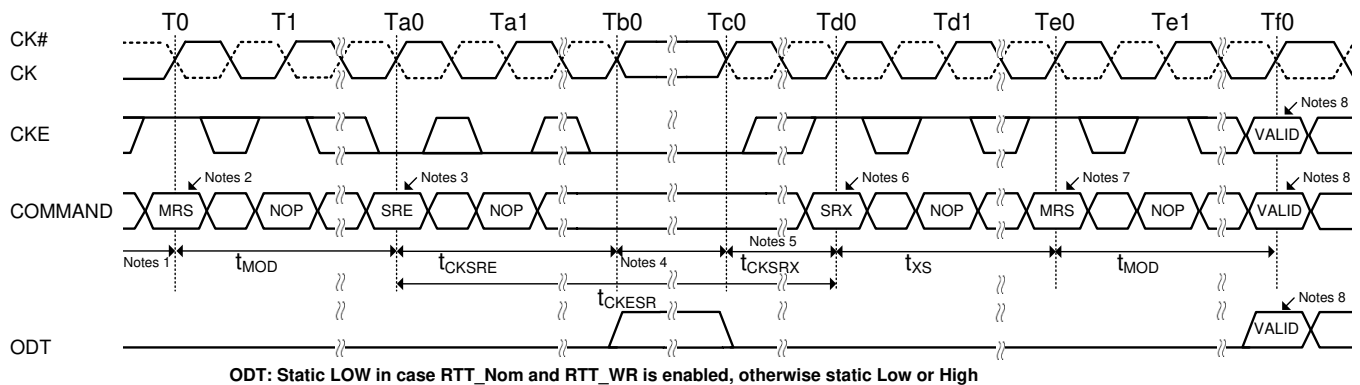 T0 T1 Ta0 Ta1 Tb0 Tc0 Td0 Td1 Te0 Te1 Tf0
CK#
CK
Notes 8
CKE
VALID
Notes 2 Notes 3 Notes 6 Notes 7 Notes 8
COMMAND MRS NOP SRE NOP SRX NOP MRS NOP VALID
Notes 1 tMOD tCKSRE Notes 4 Notes 5 tCKSRX tXS tMOD
tCKESR
Notes 8
VALID
ODT
ODT: Static LOW in case RTT_Nom and RTT_WR is enabled, otherwise static Low or High